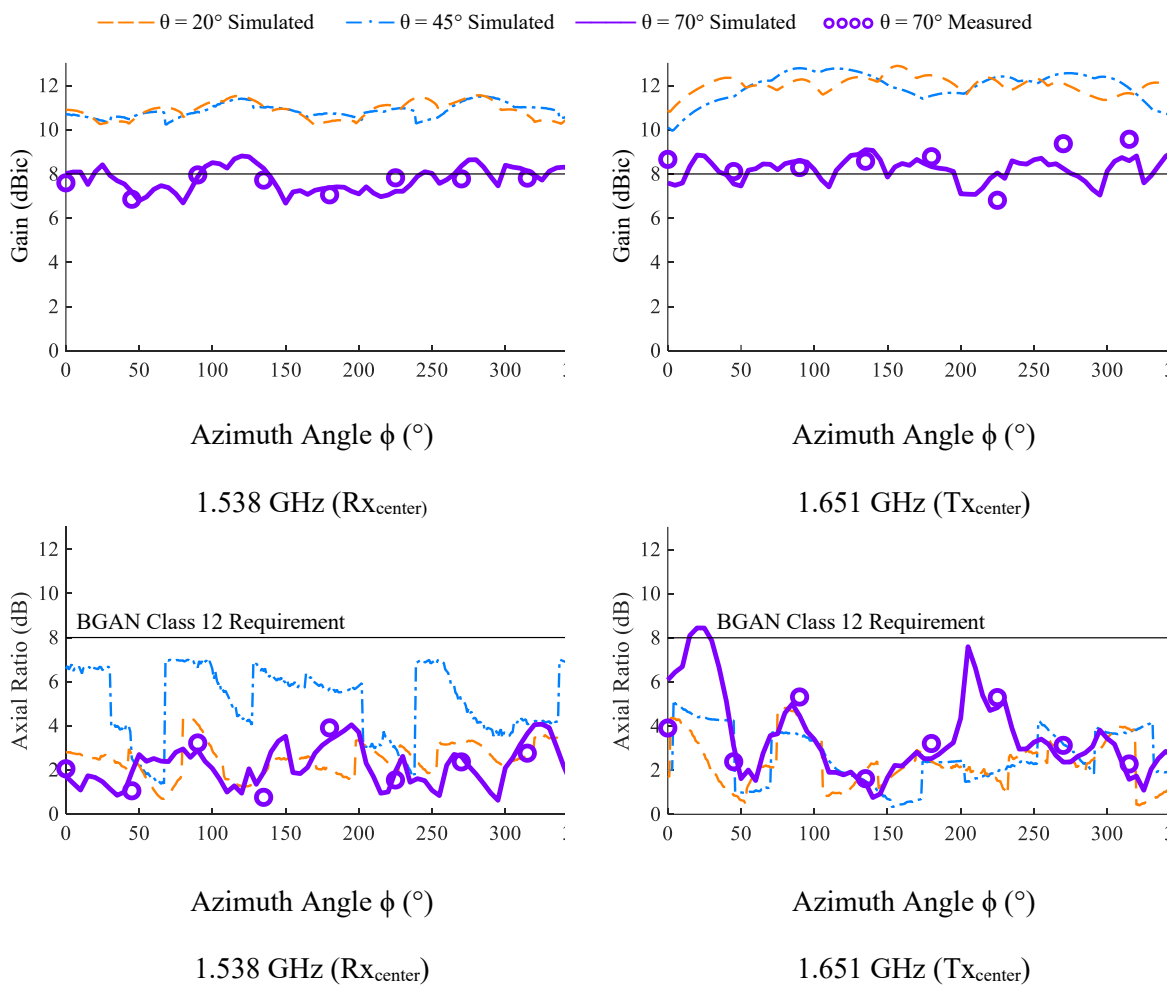 θ = 20° Simulated θ = 45° Simulated θ = 70° Simulated θ = 70° Measured
Gain (dBic)
12
10
8
6
4
2
0
0 50 100 150 200 250 300
Azimuth Angle ϕ (°)
1.538 GHz (Rxcenter)
Gain (dBic)
12
10
8
6
4
2
0
0 50 100 150 200 250 300
Azimuth Angle ϕ (°)
1.651 GHz (Txcenter)
Axial Ratio (dB)
12
10
8
6
4
2
0
BGAN Class 12 Requirement
0 50 100 150 200 250 300
Azimuth Angle ϕ (°)
1.538 GHz (Rxcenter)
Axial Ratio (dB)
12
10
8
6
4
2
0
BGAN Class 12 Requirement
0 50 100 150 200 250 300
Azimuth Angle ϕ (°)
1.651 GHz (Txcenter)